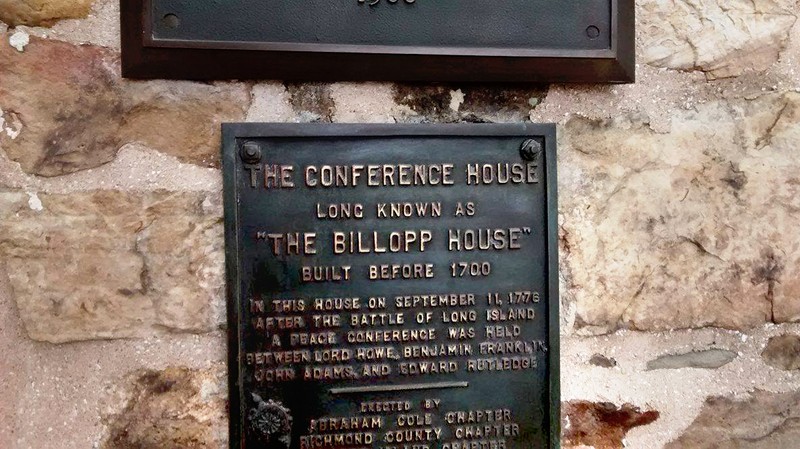 THE CONFERENCE HOUSE
LONG KNOWN AS
"THE BILLOPP HOUSE"
BUILT BEFORE 1700
IN THIS HOUSE ON SEPTEMBER 11, 1776
AFTER THE BATTLE OF LONG ISLAND
A PEACE CONFERENCE WAS HELD
BETWEEN LORD HOWE, BENJAMIN FRANKLIN,
JOHN ADAMS, AND EDWARD RUTLEDGE
ERECTED BY
ABRAHAM COLE CHAPTER
RICHMOND COUNTY CHAPTER
CHAPTER